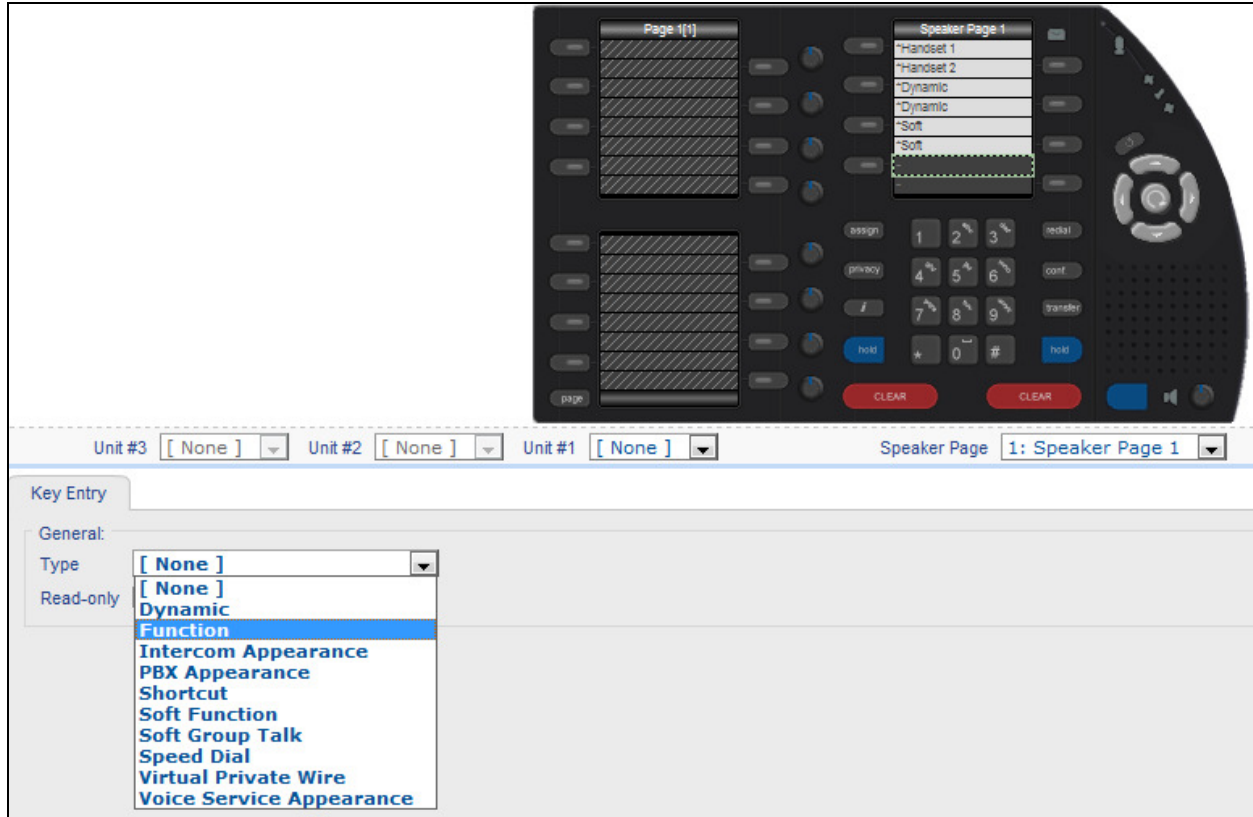 Page 1[1]
Speaker Page 1
*Handset 1
*Handset 2
*Dynamic
*Dynamic
*Soft
*Soft
-
-
assign
1
2
3
redial
privacy
4
5
6
conf.
i
7
8
9
transfer
hold
*
0
#
hold
page
CLEAR
CLEAR
Unit #3 [ None ] Unit #2 [ None ] Unit #1 [ None ] Speaker Page 1: Speaker Page 1
Key Entry
General:
Type [ None ]
Read-only
[ None ]
Dynamic
Function
Intercom Appearance
PBX Appearance
Shortcut
Soft Function
Soft Group Talk
Speed Dial
Virtual Private Wire
Voice Service Appearance